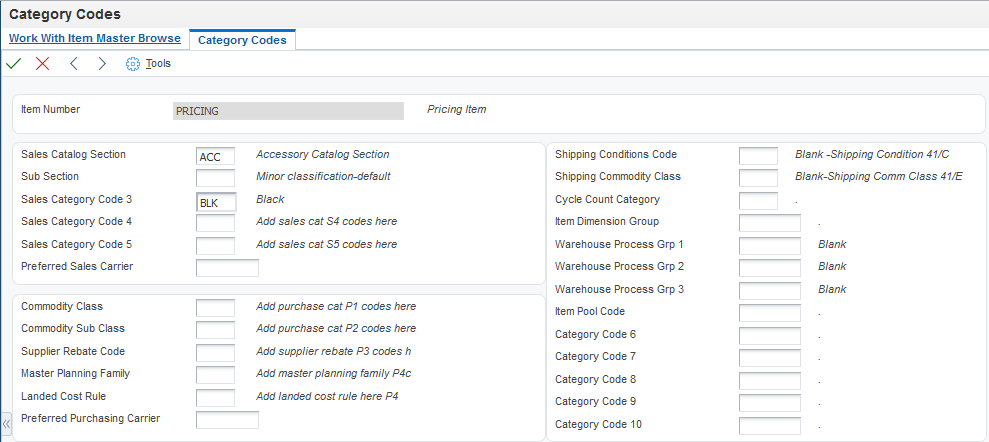 Category Codes
Work With Item Master Browse Category Codes
Tools
Item Number PRICING Pricing Item
Sales Catalog Section ACC Accessory Catalog Section
Sub Section Minor classification-default
Sales Category Code 3 BLK Black
Sales Category Code 4 Add sales cat S4 codes here
Sales Category Code 5 Add sales cat S5 codes here
Preferred Sales Carrier
Commodity Class Add purchase cat P1 codes here
Commodity Sub Class Add purchase cat P2 codes here
Supplier Rebate Code Add supplier rebate P3 codes h
Master Planning Family Add master planning family P4c
Landed Cost Rule Add landed cost rule here P4
Preferred Purchasing Carrier
Shipping Conditions Code Blank -Shipping Condition 41/C
Shipping Commodity Class Blank-Shipping Comm Class 41/E
Cycle Count Category .
Item Dimension Group .
Warehouse Process Grp 1 Blank
Warehouse Process Grp 2 Blank
Warehouse Process Grp 3 Blank
Item Pool Code .
Category Code 6 .
Category Code 7 .
Category Code 8 .
Category Code 9 .
Category Code 10 .